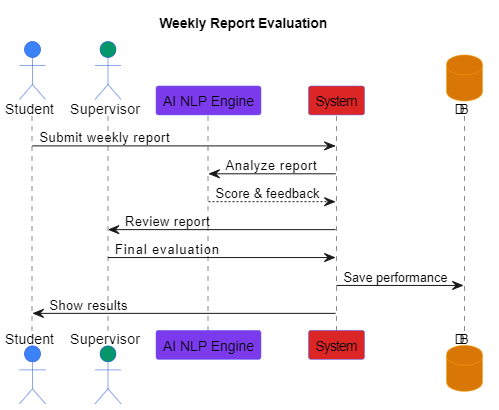 Weekly Report Evaluation
Student Supervisor AI NLP Engine System DB
Submit weekly report
Analyze report
Score & feedback
Review report
Final evaluation
Save performance
Show results
Student Supervisor AI NLP Engine System DB